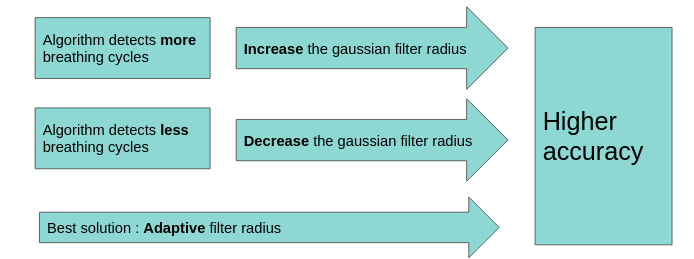 Algorithm detects more
breathing cycles
Increase the gaussian filter radius
Algorithm detects less
breathing cycles
Decrease the gaussian filter radius
Best solution : Adaptive filter radius
Higher
accuracy